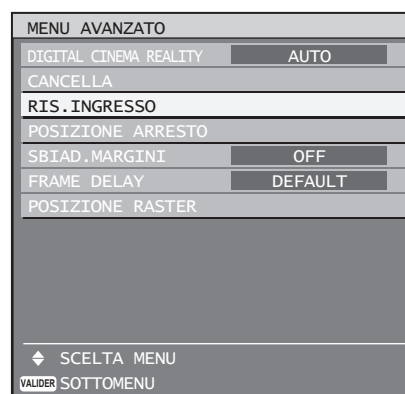 MENU AVANZATO
DIGITAL CINEMA REALITY AUTO
CANCELLA
RIS.INGRESSO
POSIZIONE ARRESTO
SBIAD.MARGINI OFF
FRAME DELAY DEFAULT
POSIZIONE RASTER
SCELTA MENU
VALIDER SOTTOMENU